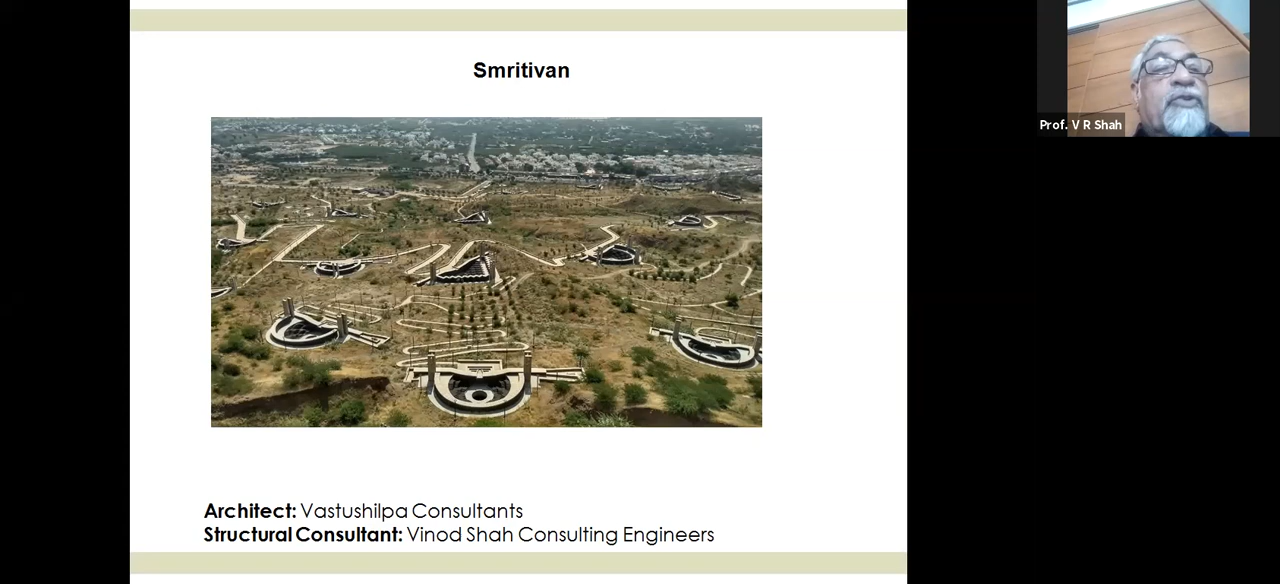 Smritivan
Prof. V R Shah
Architect: Vastushilpa Consultants
Structural Consultant: Vinod Shah Consulting Engineers